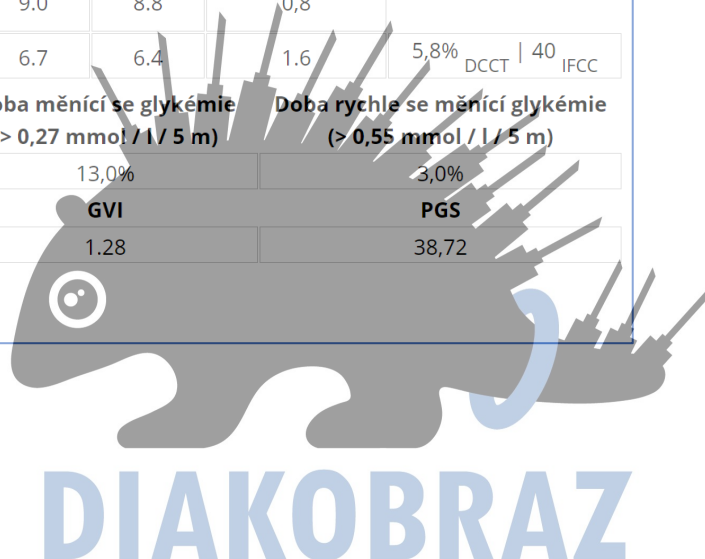 9.0 8.8 0,8
6.7 6.4 1.6 5,8% DCCT | 40 IFCC
měnící se glykémie Doba rychle se měnící glykémie
> 0,27 mmol / l / 5 m) (> 0,55 mmol / l / 5 m)
13,0% 3,0%
GVI PGS
1.28 38,72
DIAKOBRAZ